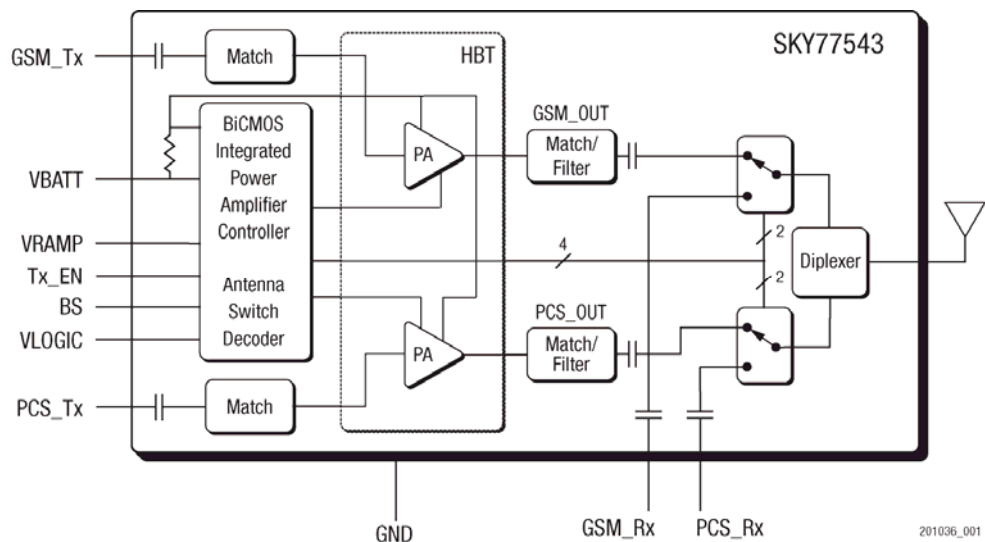 SKY77543
HBT
GSM_Tx
Match
GSM_OUT
BiCMOS
Integrated
Power
Amplifier
Controller
Antenna
Switch
Decoder
PA
Match/
Filter
VBATT
VRAMP
Tx_EN
BS
VLOGIC
4
2
2
Diplexer
PCS_OUT
PA
Match/
Filter
PCS_Tx
Match
GND
GSM_Rx
PCS_Rx
201036_001